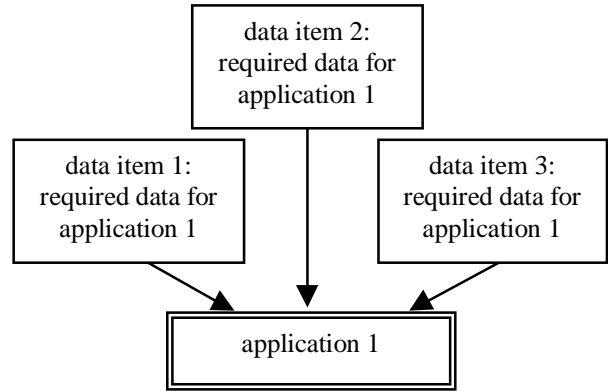 data item 2:
required data for
application 1
data item 1:
required data for
application 1
data item 3:
required data for
application 1
application 1